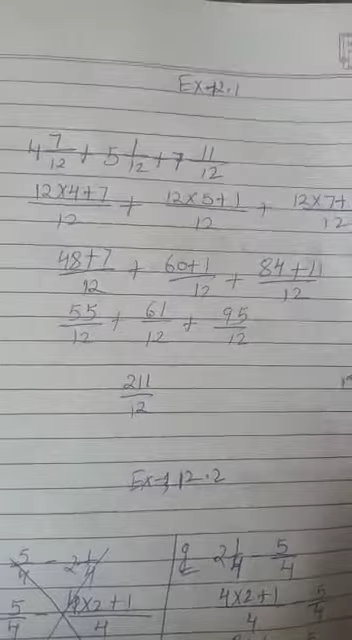 Ex-12.1
4 7/12 + 5 1/12 + 7 11/12
12×4+7/12 + 12×5+1/12 + 12×7+/12
48+7/12 + 60+1/12 + 84+11/12
55/12 + 61/12 + 95/12
211/12
Ex-12.2
5/4 - 2 1/4
5/4 - 4×2+1/4
q 2 1/4 - 5/4
4×2+1/4 - 5/4